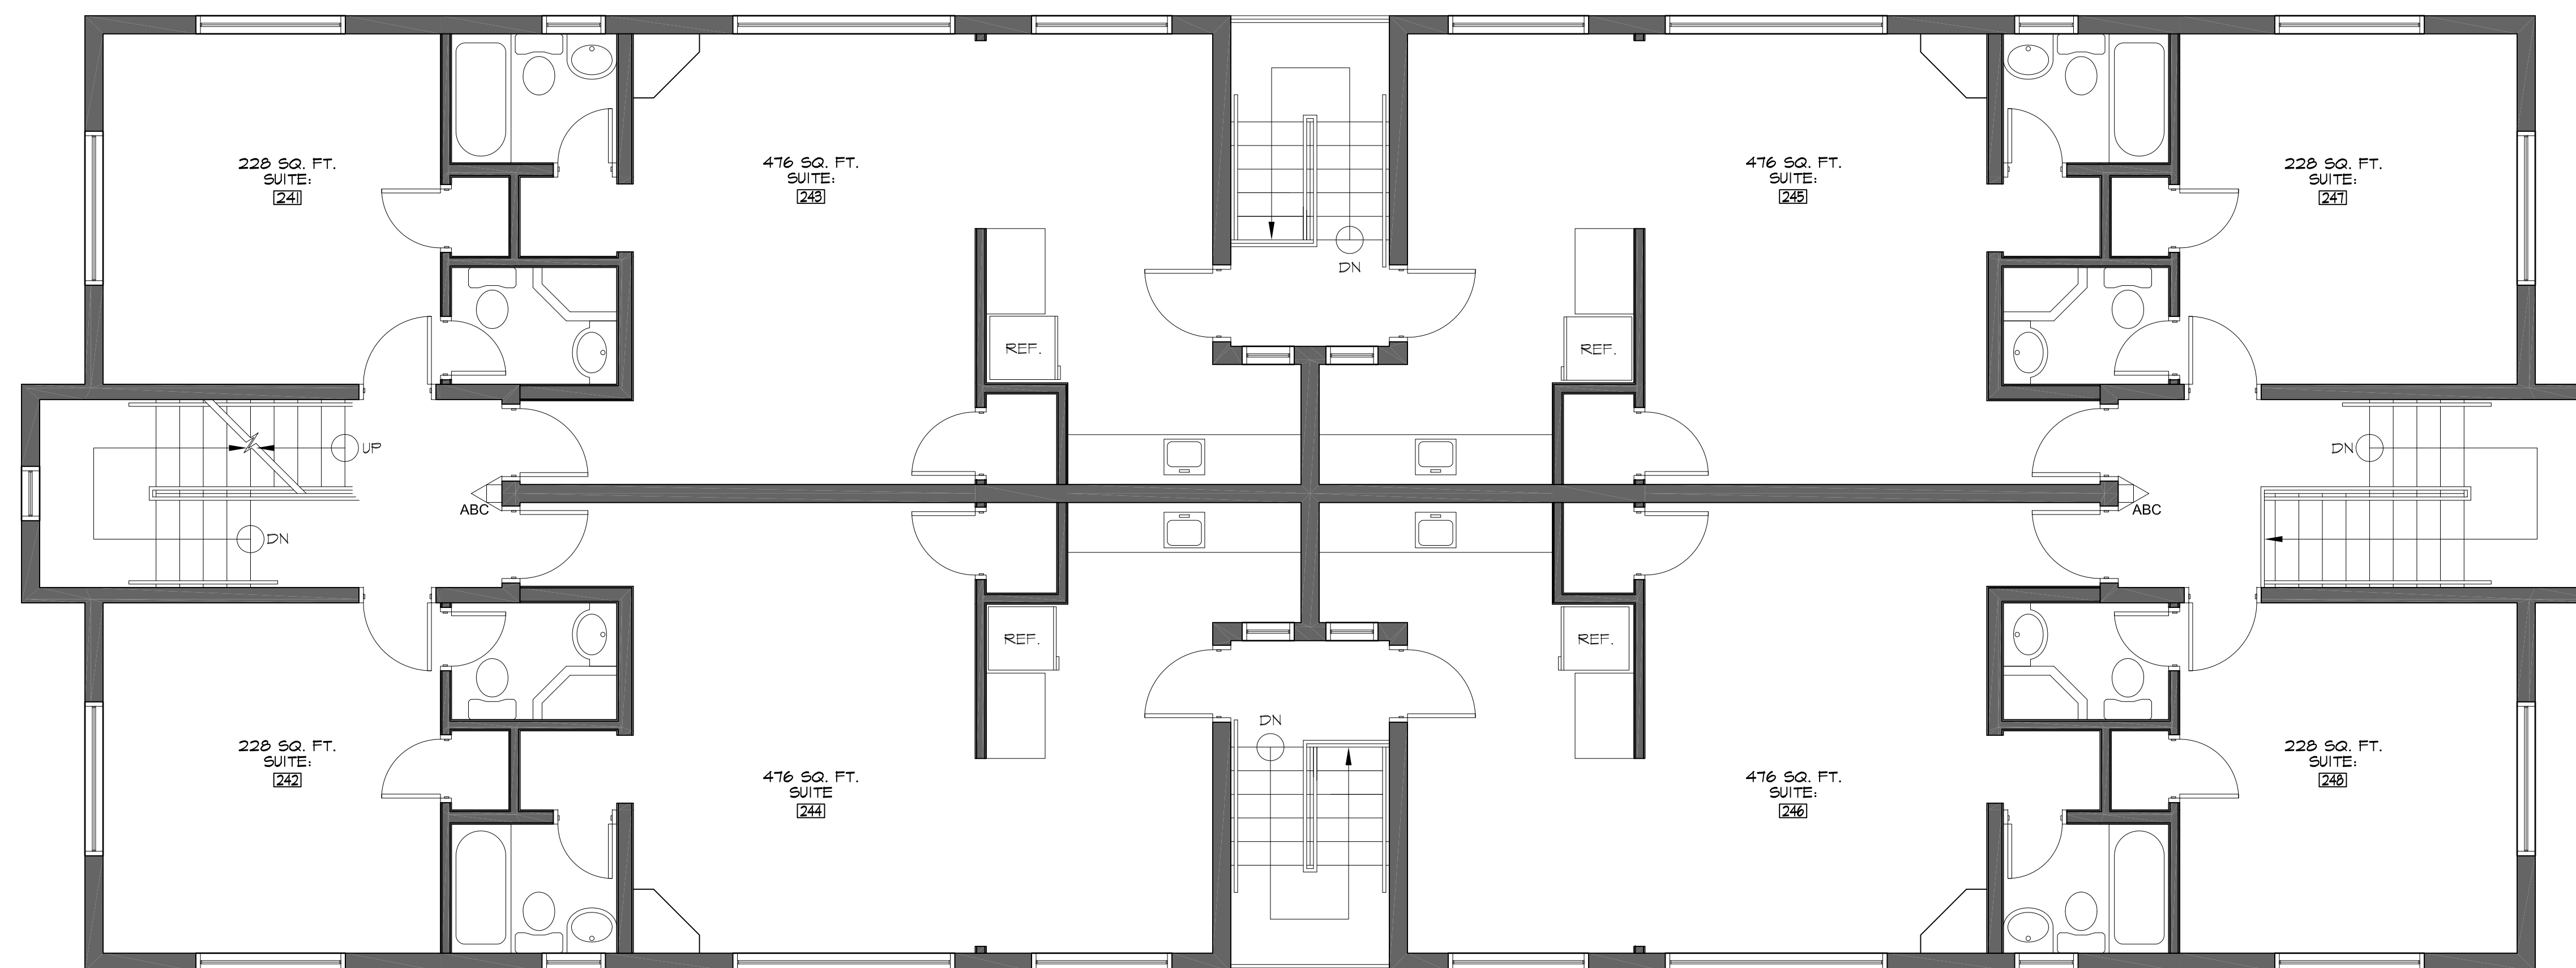 228 SQ. FT.
SUITE:
241
476 SQ. FT.
SUITE:
243
476 SQ. FT.
SUITE:
245
228 SQ. FT.
SUITE:
247
DN
REF.
REF.
UP
DN
ABC
DN
ABC
REF.
REF.
DN
228 SQ. FT.
SUITE:
242
476 SQ. FT.
SUITE
244
476 SQ. FT.
SUITE:
246
228 SQ. FT.
SUITE:
248